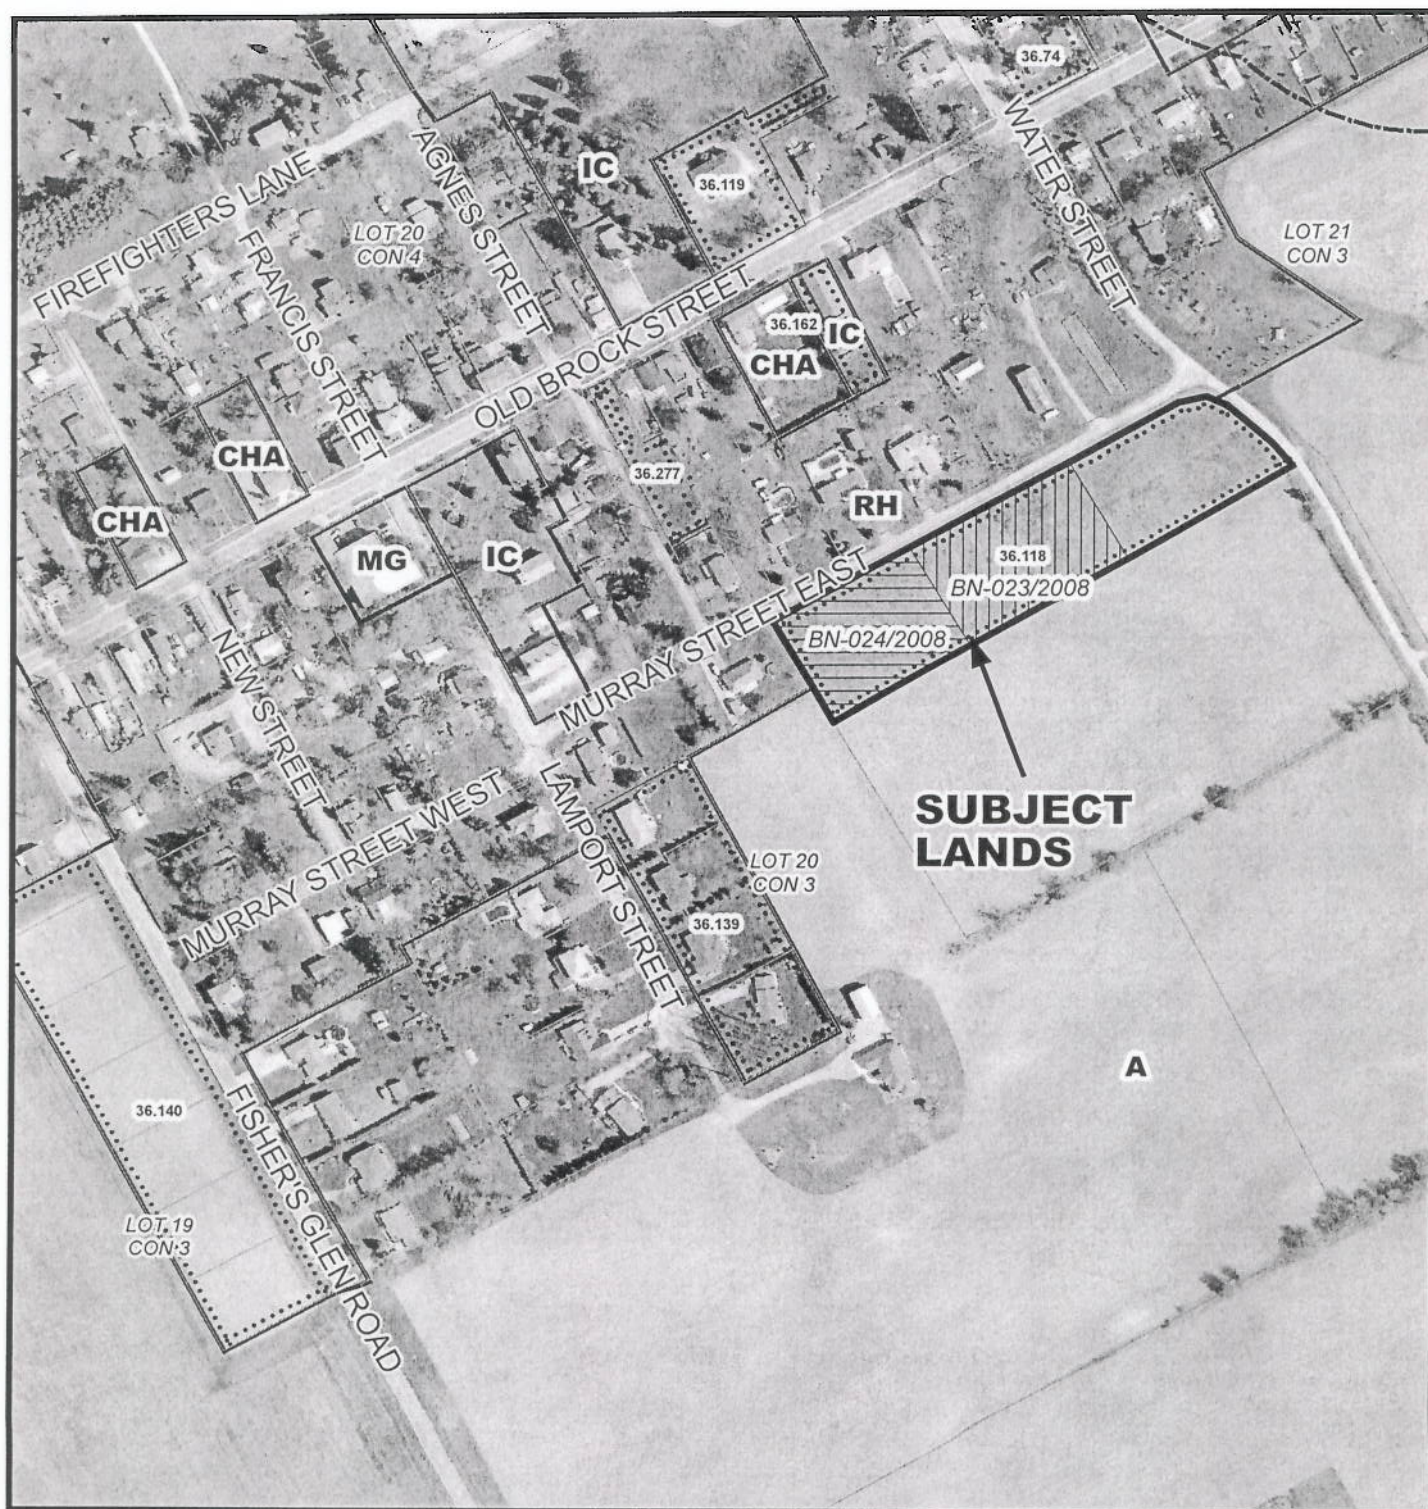 36.74
WATER STREET
AGNES STREET
IC
36.119
FIREFIGHTERS LANE
LOT 20
CON 4
FRANCIS STREET
LOT 21
CON 3
OLD BROCK STREET
36.162
IC
CHA
CHA
36.277
CHA
RH
MG
IC
36.118
MURRAY STREET EAST
BN-023/2008
BN-024/2008
NEW STREET
SUBJECT
LANDS
MURRAY STREET WEST
LAMPORT STREET
LOT 20
CON 3
36.139
A
36.140
FISHER'S GLEN ROAD
LOT 19
CON 3